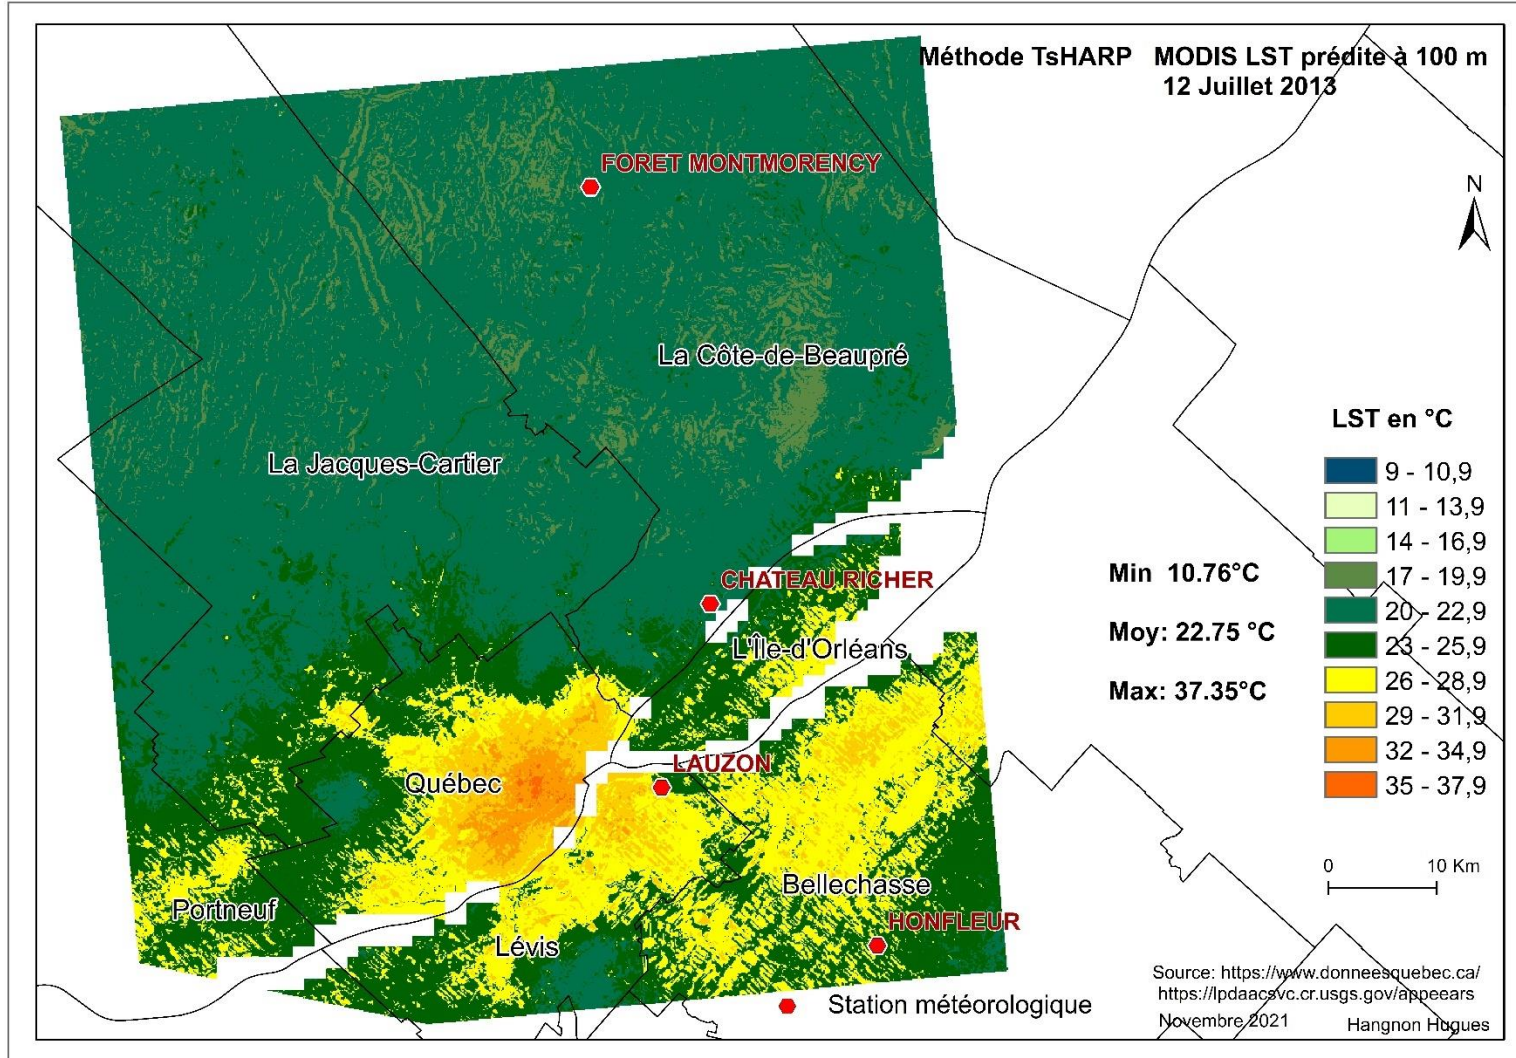 Méthode TsHARP MODIS LST prédite à 100 m
12 Juillet 2013
FORET MONTMORENCY
N
La Côte-de-Beaupré
La Jacques-Cartier
LST en °C
9 - 10,9
11 - 13,9
14 - 16,9
17 - 19,9
20 - 22,9
23 - 25,9
26 - 28,9
29 - 31,9
32 - 34,9
35 - 37,9
Min 10.76°C
Moy: 22.75 °C
Max: 37.35°C
CHATEAU RICHER
L'Île-d'Orléans
LAUZON
Québec
Bellechasse
Portneuf
HONFLEUR
Lévis
0 10 Km
Station météorologique
Source: https://www.donneesquebec.ca/
https://lpdaacsvc.cr.usgs.gov/appeears
Novembre 2021
Hangnon Hugues